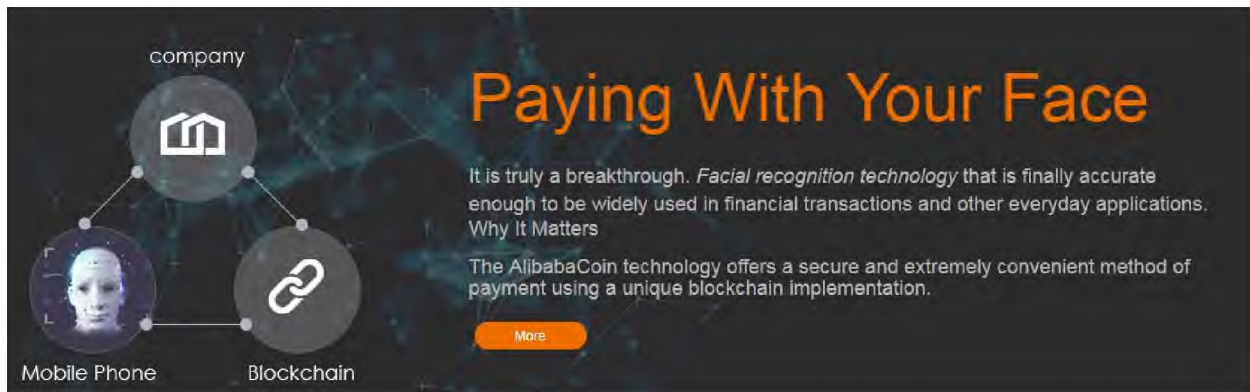 company
Mobile Phone
Blockchain
Paying With Your Face
It is truly a breakthrough. Facial recognition technology that is finally accurate
enough to be widely used in financial transactions and other everyday applications.
Why It Matters
The AlibabaCoin technology offers a secure and extremely convenient method of
payment using a unique blockchain implementation.
More